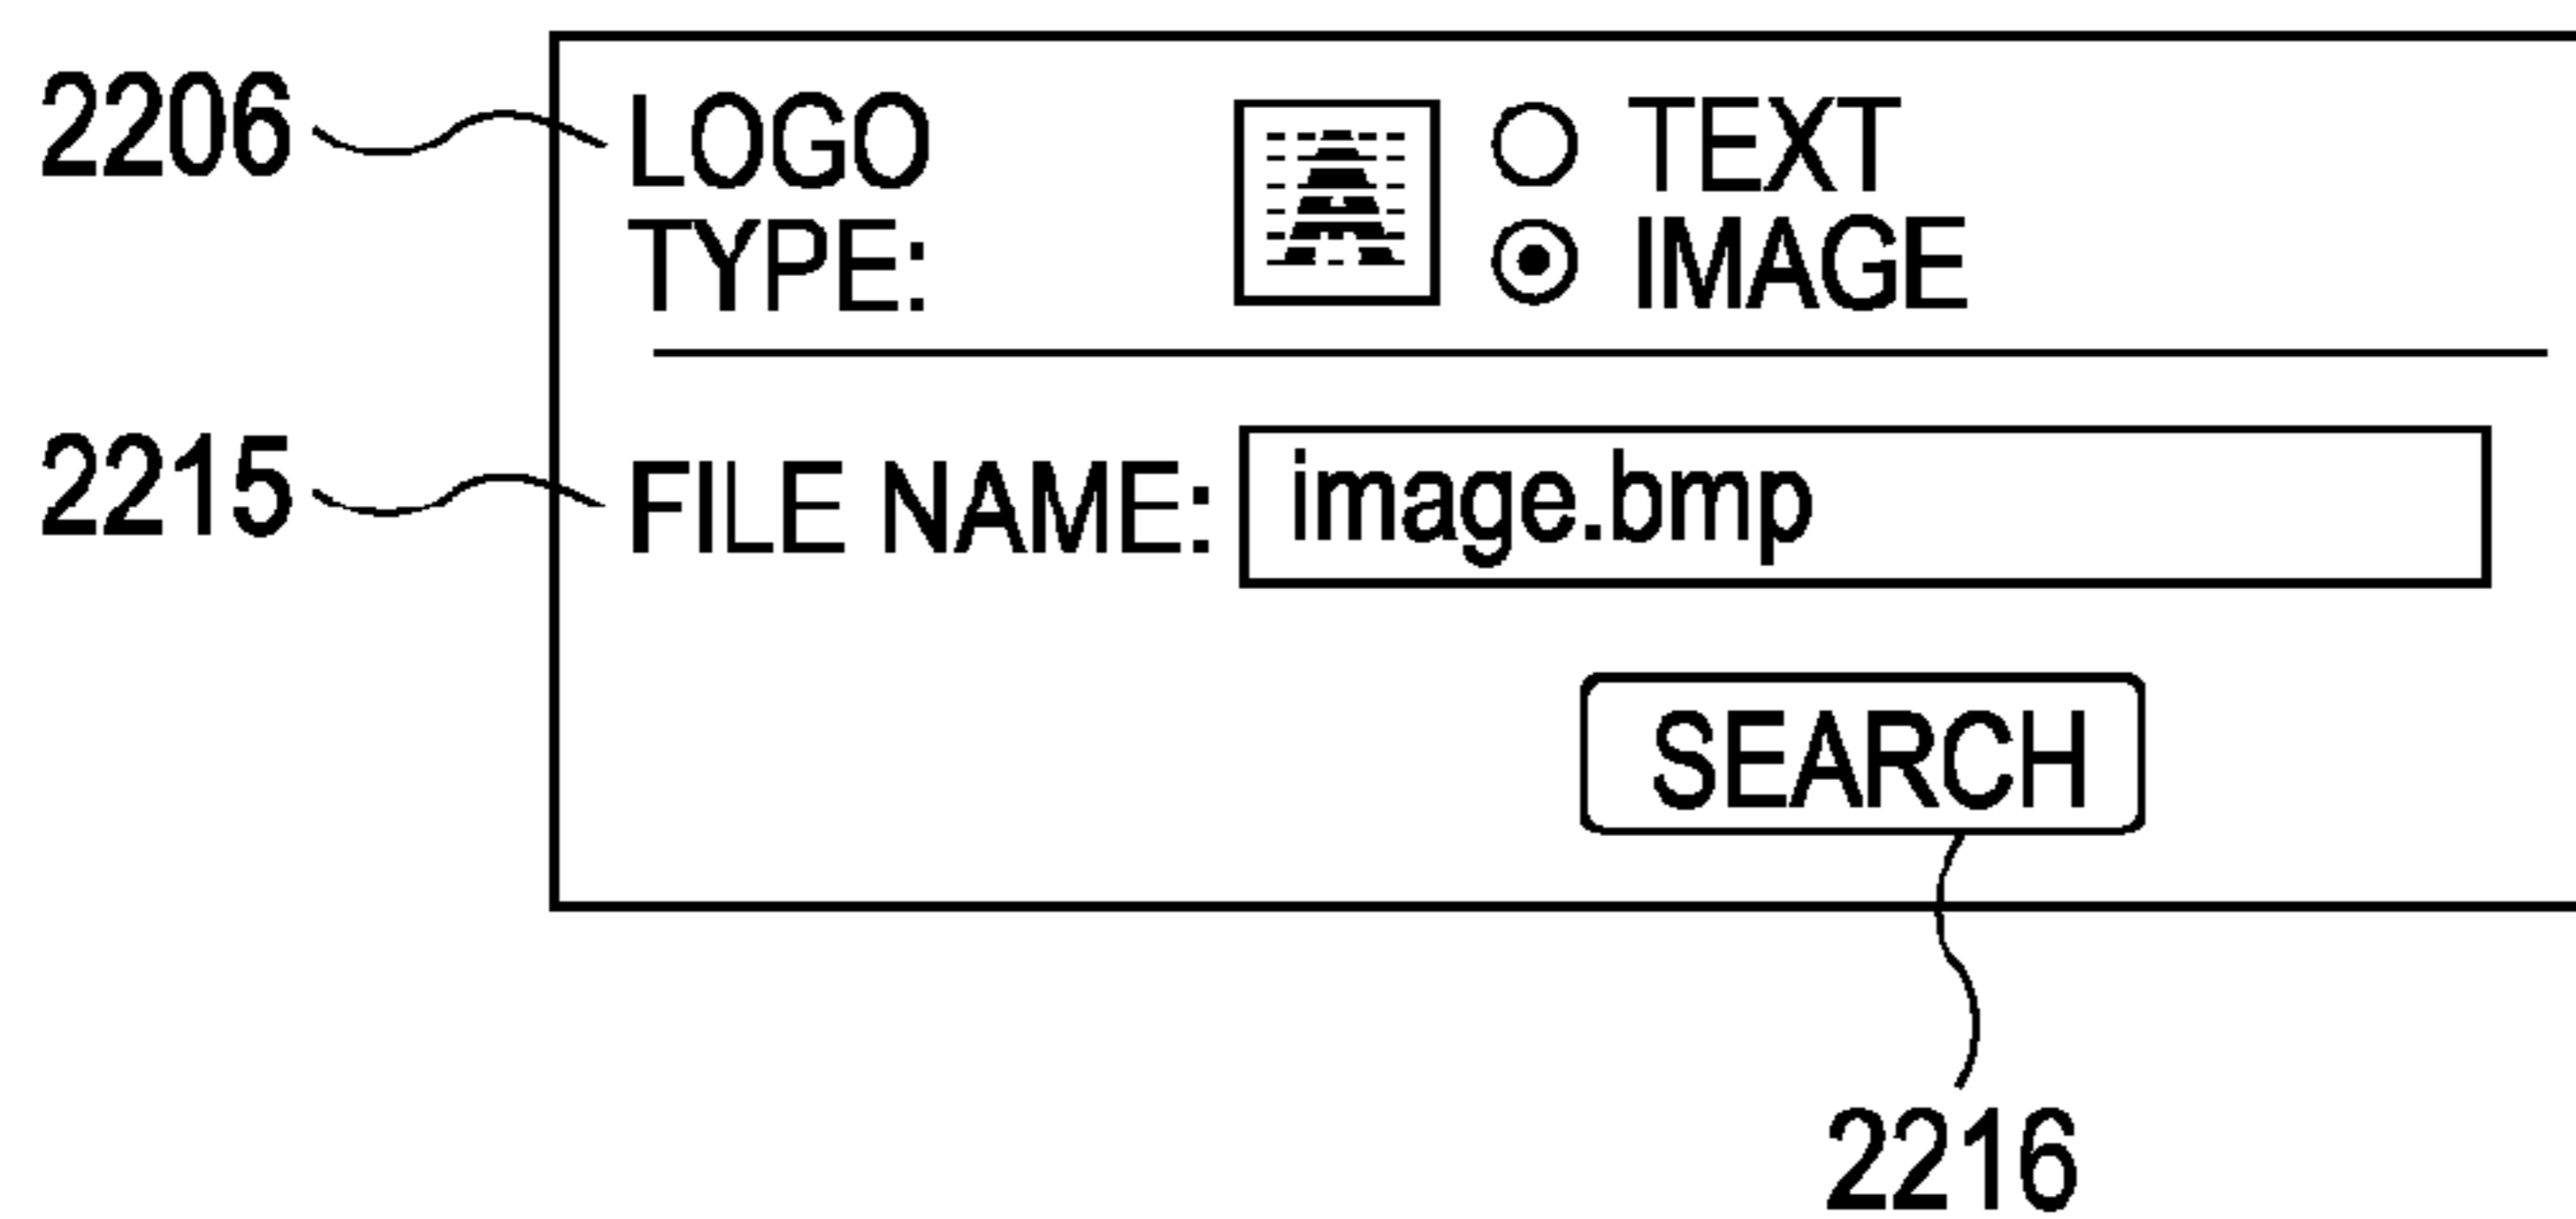 2206 LOGO TEXT
TYPE: IMAGE
2215 FILE NAME: image.bmp
SEARCH
2216